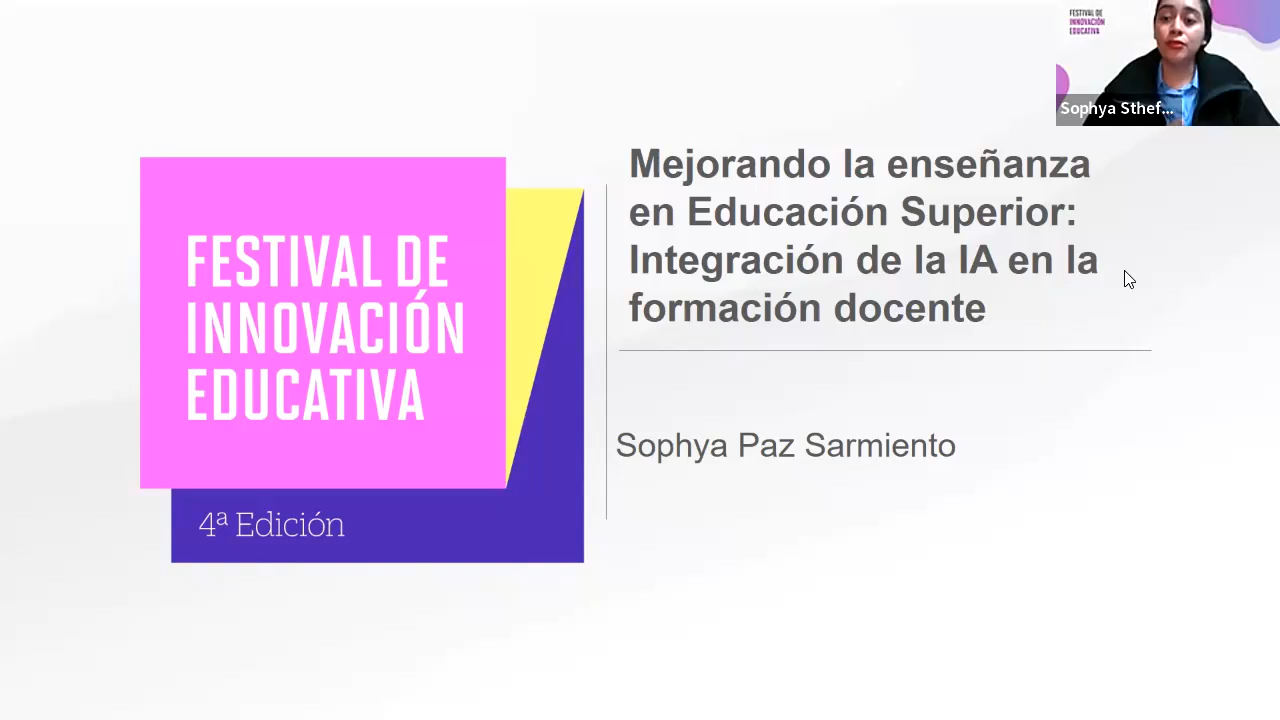 FESTIVAL DE
INNOVACIÓN
EDUCATIVA
Sophya Sthef...
Mejorando la enseñanza
en Educación Superior:
Integración de la IA en la
formación docente
FESTIVAL DE
INNOVACIÓN
EDUCATIVA
Sophya Paz Sarmiento
4ª Edición